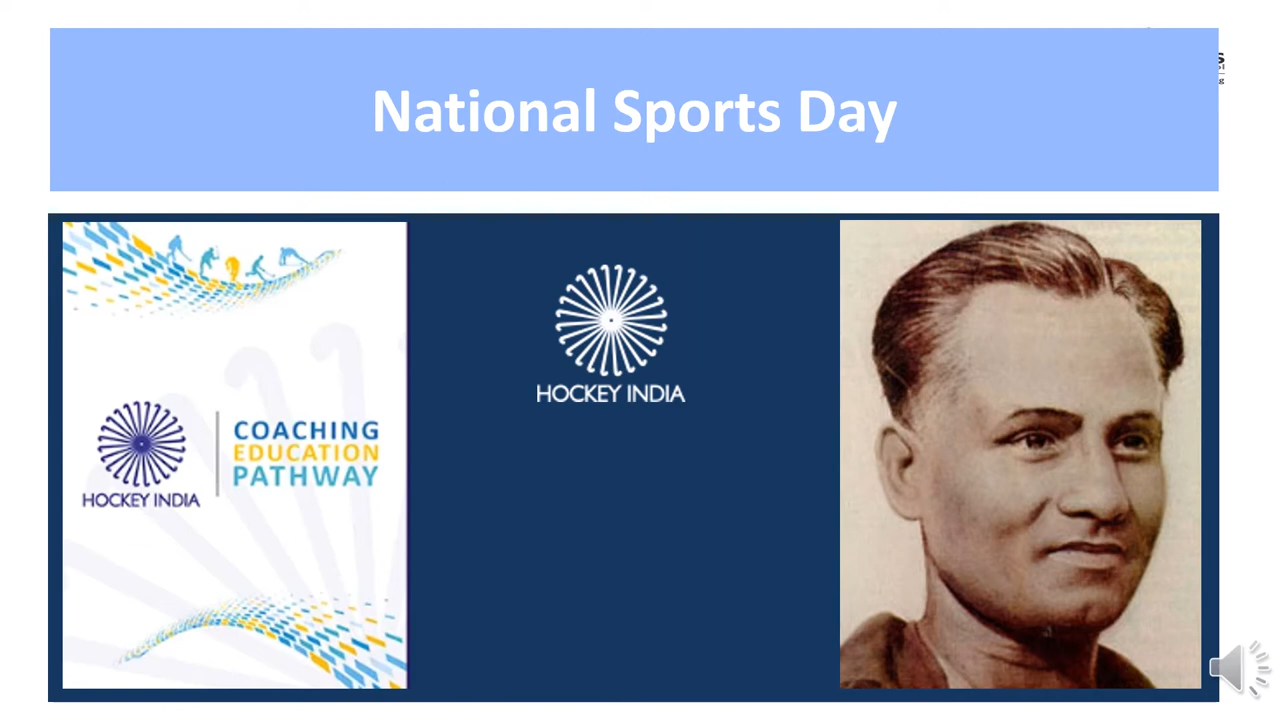 National Sports Day
HOCKEY INDIA
COACHING
EDUCATION
PATHWAY
HOCKEY INDIA